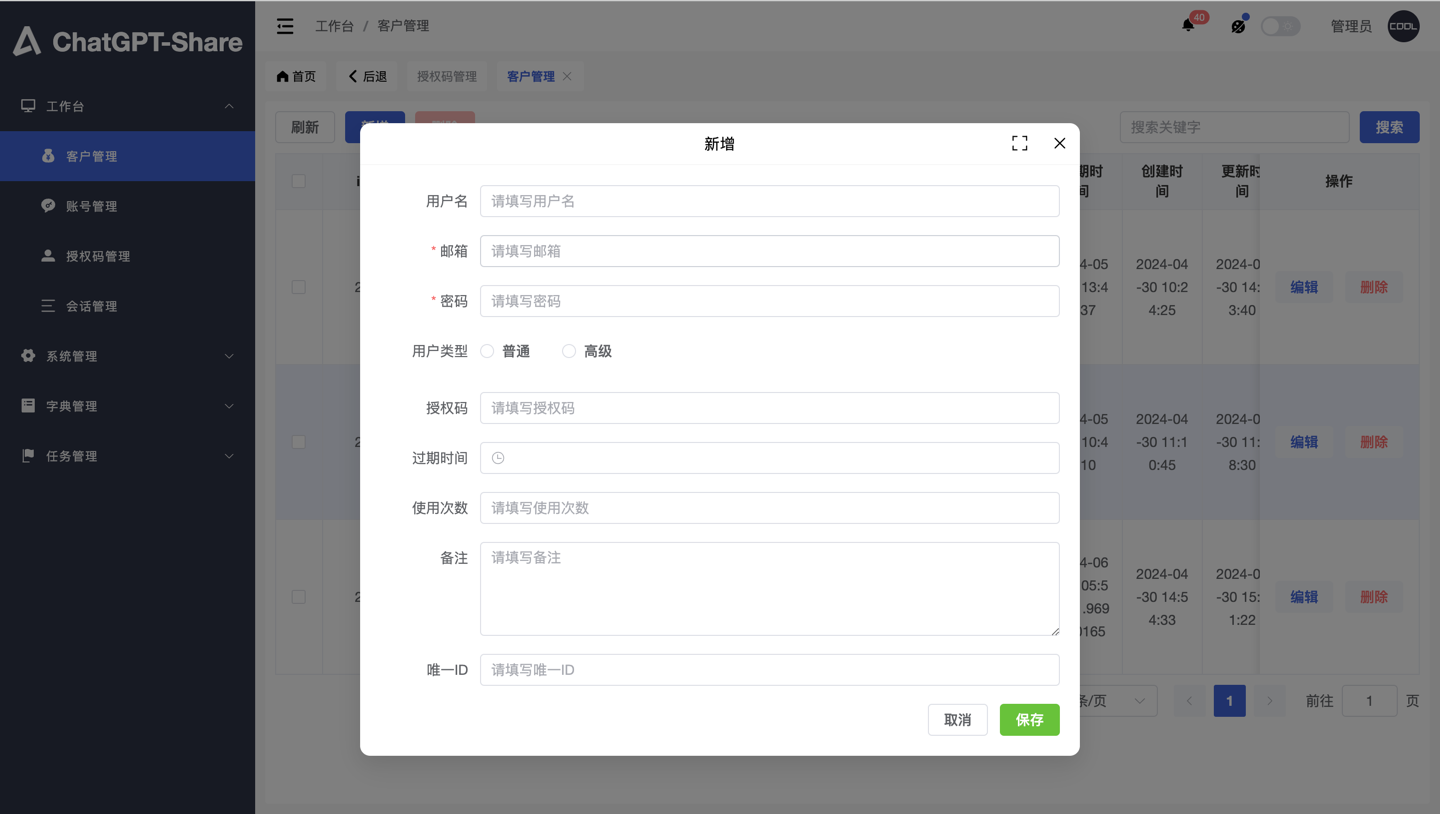 ChatGPT-Share
工作台 / 客户管理
40
管理员
COOL
首页
后退
授权码管理
客户管理
工作台
客户管理
账号管理
授权码管理
会话管理
系统管理
字典管理
任务管理
刷新
搜索关键字
搜索
新增
用户名 请填写用户名
* 邮箱 请填写邮箱
* 密码 请填写密码
用户类型 普通 高级
授权码 请填写授权码
过期时间
使用次数 请填写使用次数
备注 请填写备注
唯一ID 请填写唯一ID
取消 保存
创建时
间
更新时
间
操作
4-05
13:4
37
2024-04
-30 10:2
4:25
2024-0
-30 14:
3:40
编辑 删除
4-05
10:4
10
2024-04
-30 11:1
0:45
2024-0
-30 11:
8:30
编辑 删除
4-06
05:5
.969
0165
2024-04
-30 14:5
4:33
2024-0
-30 15:
1:22
编辑 删除
条/页
1
前往 1 页